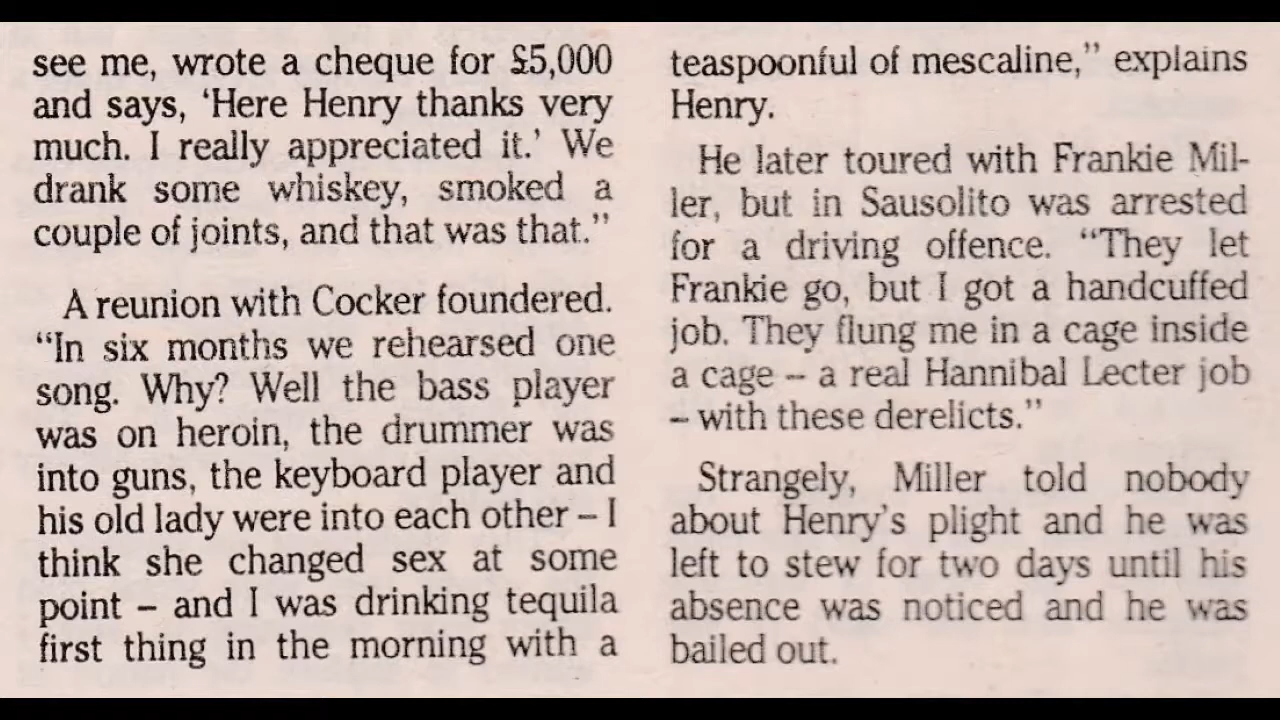 see me, wrote a cheque for £5,000
and says, ‘Here Henry thanks very
much. I really appreciated it.’ We
drank some whiskey, smoked a
couple of joints, and that was that.”
A reunion with Cocker foundered.
“In six months we rehearsed one
song. Why? Well the bass player
was on heroin, the drummer was
into guns, the keyboard player and
his old lady were into each other – I
think she changed sex at some
point – and I was drinking tequila
first thing in the morning with a
teaspoonful of mescaline,” explains
Henry.
He later toured with Frankie Mil-
ler, but in Sausolito was arrested
for a driving offence. “They let
Frankie go, but I got a handcuffed
job. They flung me in a cage inside
a cage – a real Hannibal Lecter job
– with these derelicts.”
Strangely, Miller told nobody
about Henry’s plight and he was
left to stew for two days until his
absence was noticed and he was
bailed out.